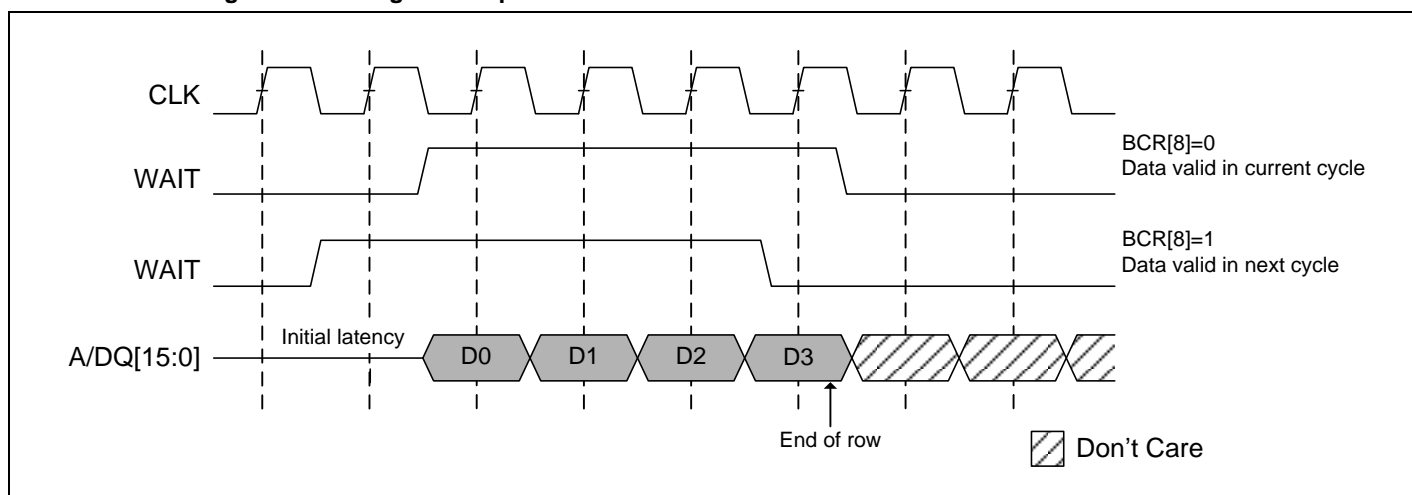 CLK
BCR[8]=0
Data valid in current cycle
WAIT
BCR[8]=1
Data valid in next cycle
WAIT
Initial latency
A/DQ[15:0]
D0 D1 D2 D3
End of row
Don't Care